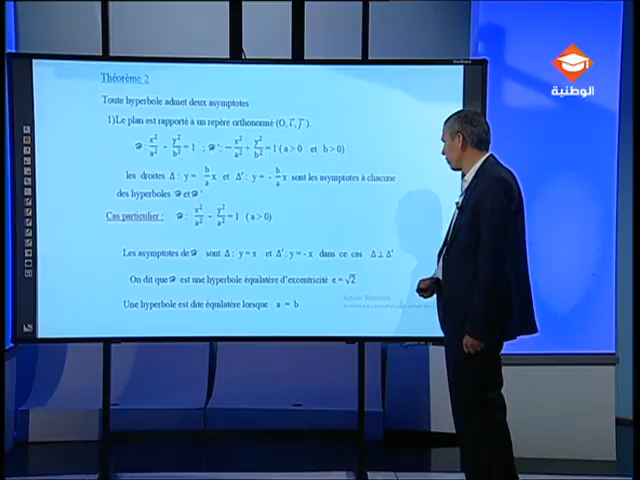 Théorème 2
Toute hyperbole admet deux asymptotes
1)Le plan est rapporté à un repère orthonormé (O, i⃗, j⃗ ).
ℋ : x²/a² - y²/b² = 1 ; ℋ' : -x²/a² + y²/b² = 1 ( a > 0 et b > 0)
les droites Δ : y = b/a x et Δ' : y = - b/a x sont les asymptotes à chacune
des hyperboles ℋ et ℋ '
Cas particulier : ℋ : x²/a² - y²/a² = 1 ( a > 0)
Les asymptotes de ℋ sont Δ : y = x et Δ' : y = - x dans ce cas Δ ⊥ Δ'
On dit que ℋ est une hyperbole équilatère d'excentricité e = √2
Une hyperbole est dite équilatère lorsque a = b
Activer Windows
الوطنية